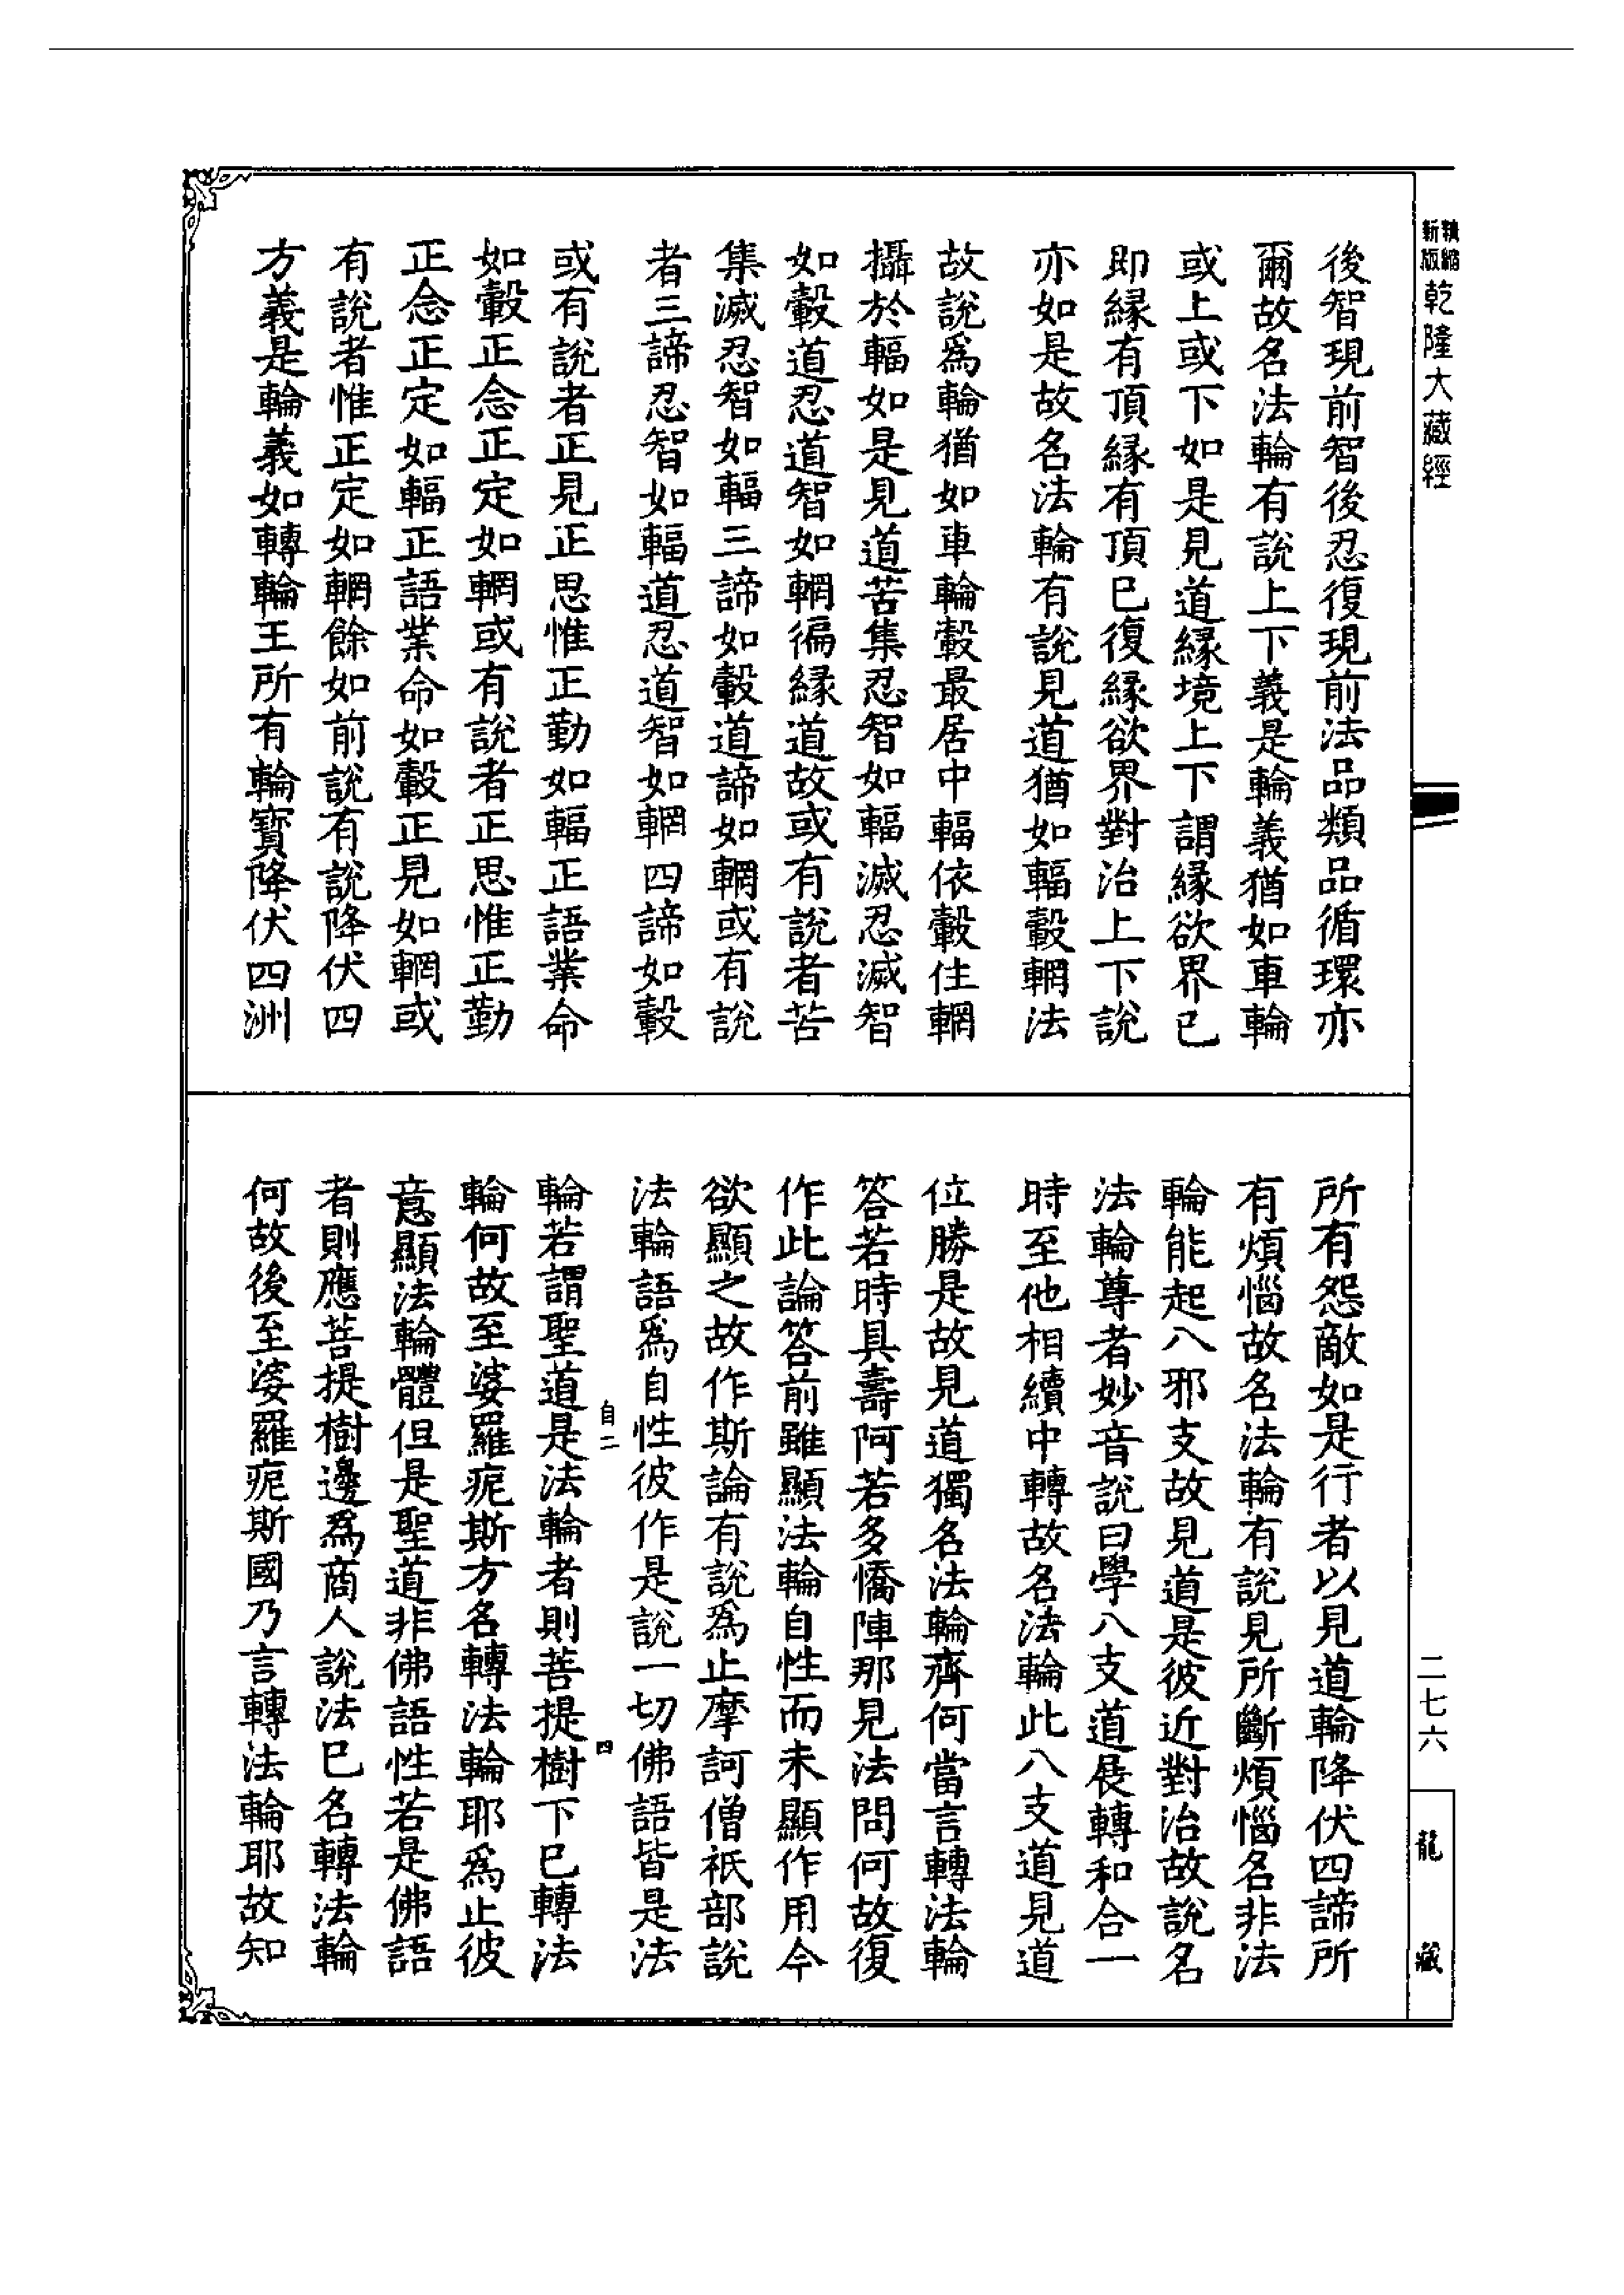 新版
精縮
乾隆大藏經
後智現前智後忍復現前法品類品循環亦
爾故名法輪有說上下義是輪義猶如車輪
或上或下如是見道緣境上下謂緣欲界已
即緣有頂緣有頂已復緣欲界對治上下說
亦如是故名法輪有說見道猶如輻轂輞法
故說為輪猶如車輪轂最居中輻依轂住輞
攝於輻如是見道苦集忍智如輻滅忍滅智
如轂道忍道智如輞徧緣道故或有說者苦
集滅忍智如輻三諦如轂道諦如輞或有說
者三諦忍智如輻道忍道智如輞四諦如轂
或有說者正見正思惟正勤如輻正語業命
如轂正念正定如輞或有說者正思惟正勤
正念正定如輻正語業命如轂正見如輞或
有說者惟正定如輞餘如前說有說降伏四
方義是輪義如轉輪王所有輪寶降伏四洲
所有怨敵如是行者以見道輪降伏四諦所
有煩惱故名法輪有說見所斷煩惱名非法
輪能起八邪支故見道是彼近對治故說名
法輪尊者妙音說曰學八支道展轉和合一
時至他相續中轉故名法輪此八支道見道
位勝是故見道獨名法輪齊何當言轉法輪
答若時具壽阿若多憍陳那見法問何故復
作此論答前雖顯法輪自性而未顯作用今
欲顯之故作斯論有說為止摩訶僧祇部說
法輪語為自性彼作是說一切佛語皆是法
自二
四
輪若謂聖道是法輪者則菩提樹下已轉法
輪何故至婆羅痆斯方名轉法輪耶為止彼
意顯法輪體但是聖道非佛語性若是佛語
者則應菩提樹邊為商人說法已名轉法輪
何故後至婆羅痆斯國乃言轉法輪耶故知
二七六
龍藏